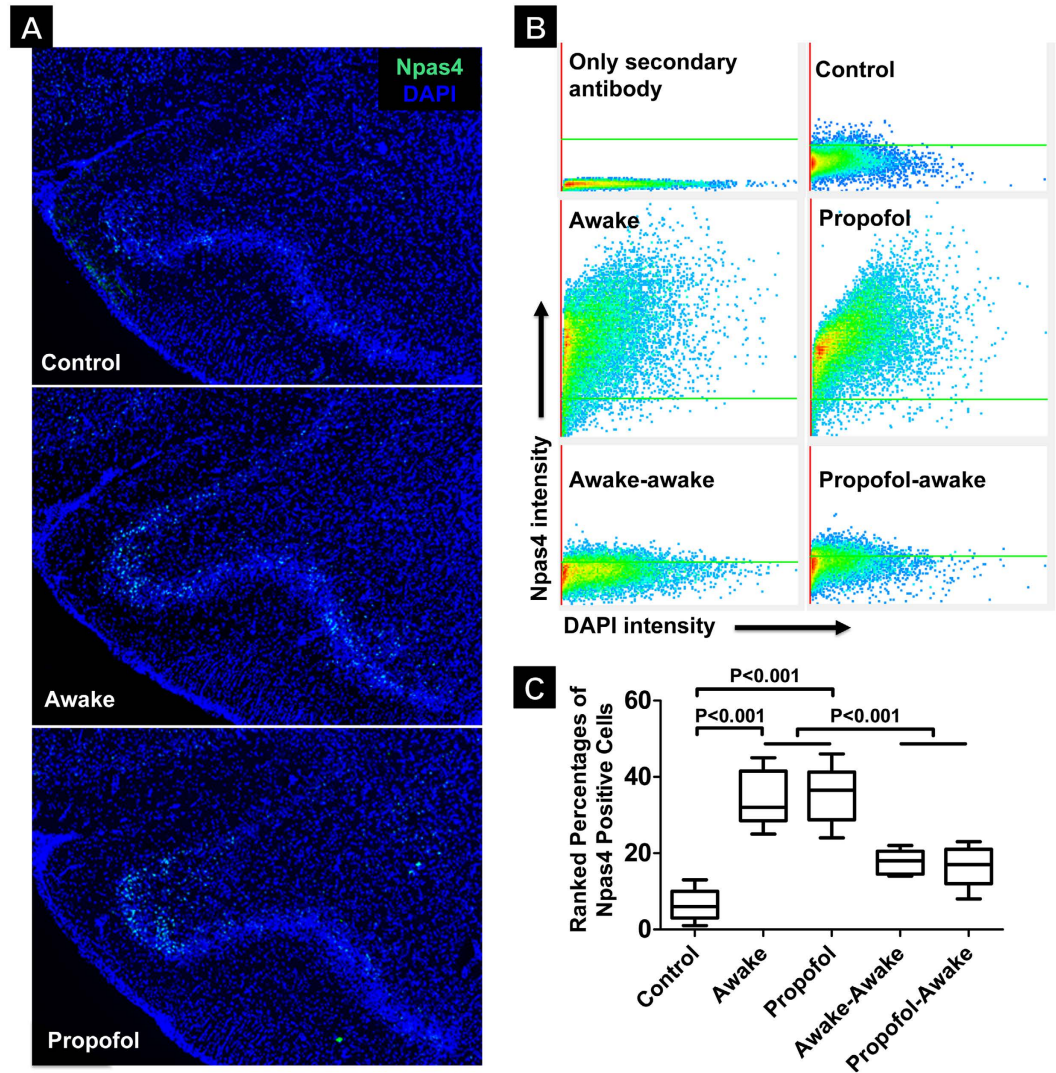 A
Npas4
DAPI
Control
Awake
Propofol
B
Only secondary
antibody
Control
Awake
Propofol
Awake-awake
Propofol-awake
Npas4 intensity
DAPI intensity
C
P<0.001
P<0.001
P<0.001
Ranked Percentages of
Npas4 Positive Cells
60
40
20
0
Control
Awake
Propofol
Awake-Awake
Propofol-Awake